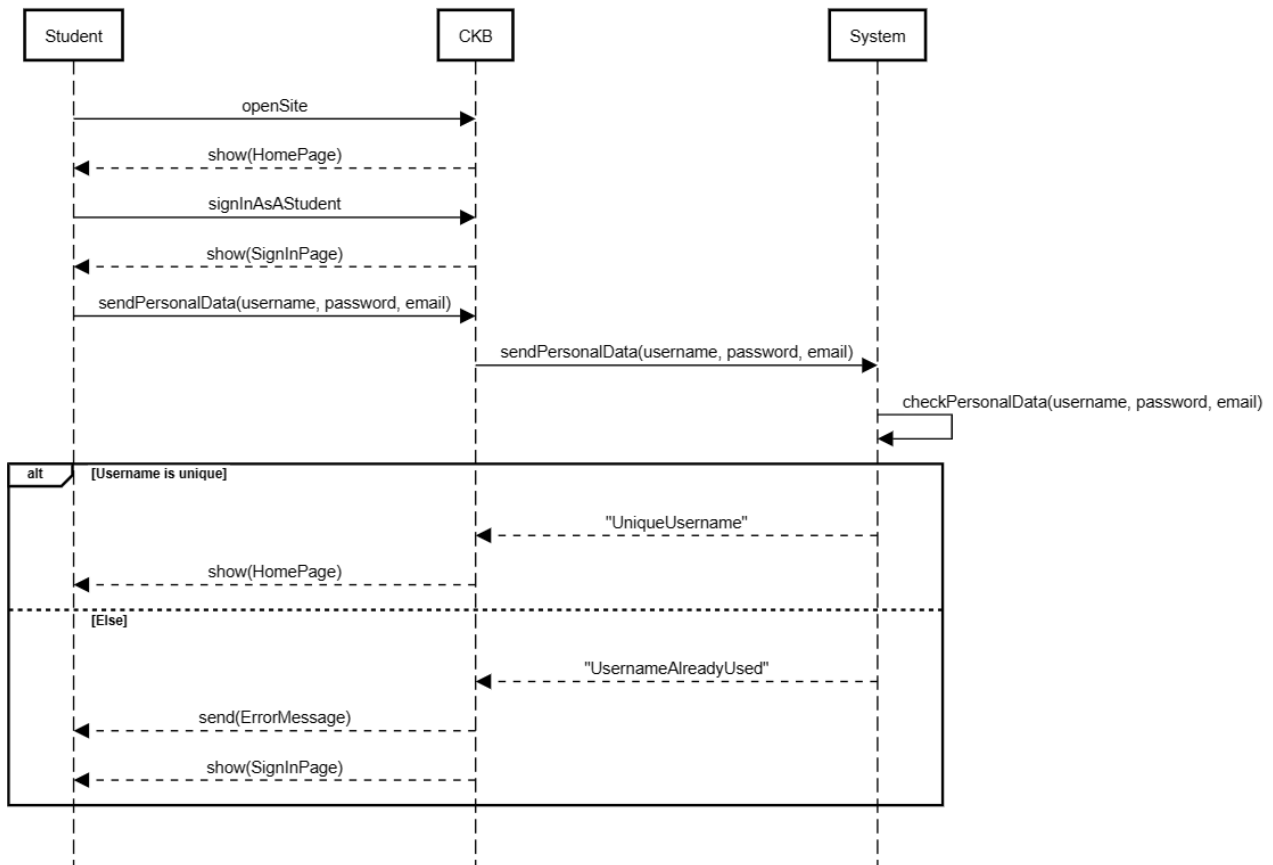 Student
CKB
System
openSite
show(HomePage)
signInAsAStudent
show(SignInPage)
sendPersonalData(username, password, email)
sendPersonalData(username, password, email)
checkPersonalData(username, password, email)
alt
[Username is unique]
"UniqueUsername"
show(HomePage)
[Else]
"UsernameAlreadyUsed"
send(ErrorMessage)
show(SignInPage)